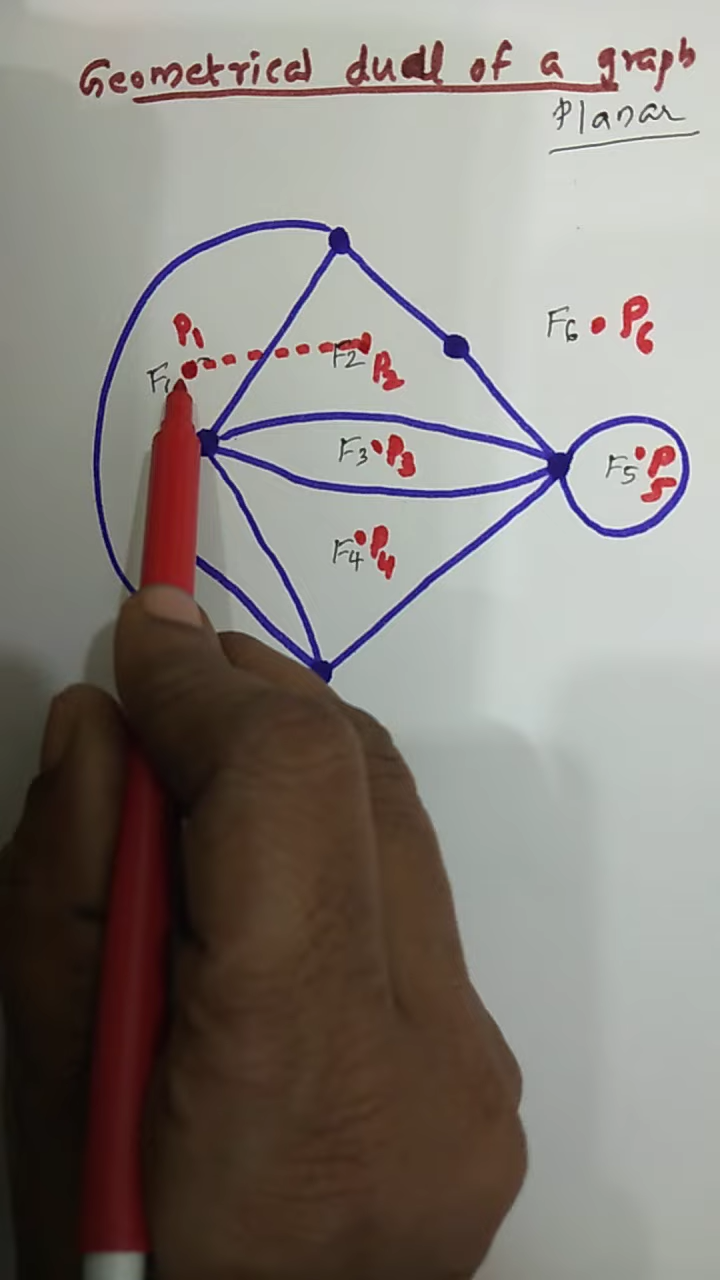 Geometrical dual of a graph
Planar
P1
F1
F2
P2
F6 P6
F3 P3
F5 P5
F4 P4